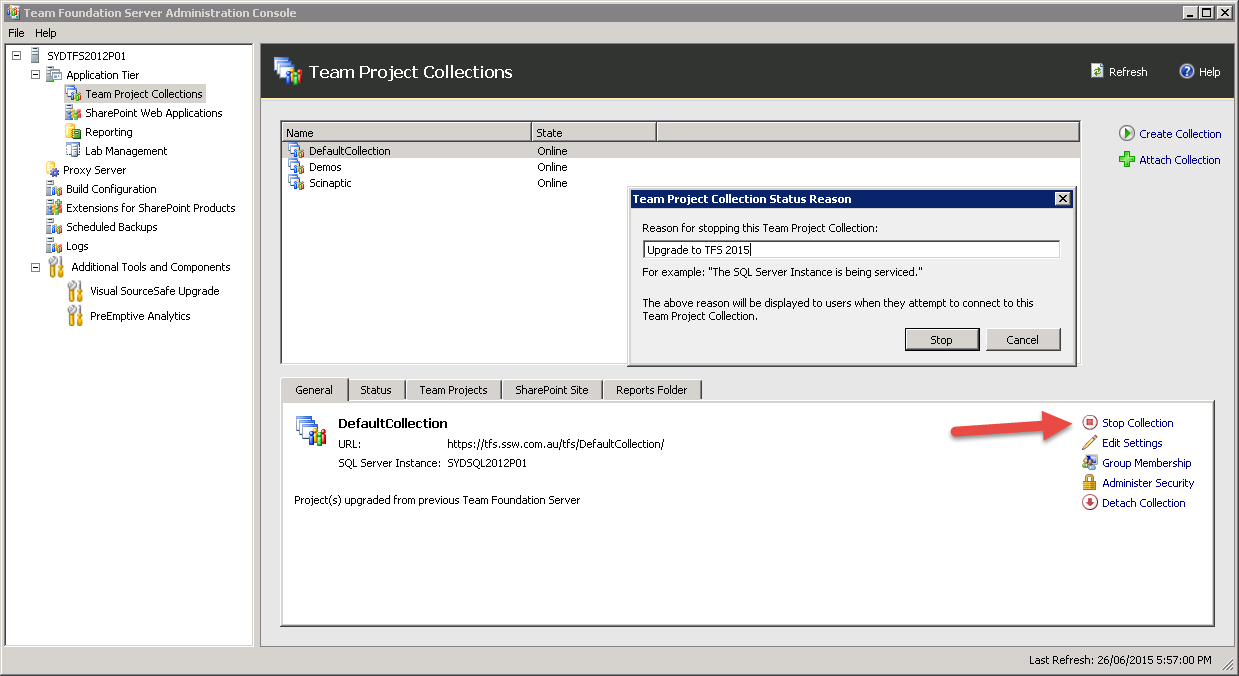 Team Foundation Server Administration Console
File Help
SYDTFS2012P01
Application Tier
Team Project Collections
SharePoint Web Applications
Reporting
Lab Management
Proxy Server
Build Configuration
Extensions for SharePoint Products
Scheduled Backups
Logs
Additional Tools and Components
Visual SourceSafe Upgrade
PreEmptive Analytics
Team Project Collections
Refresh
Help
Name State
DefaultCollection Online
Demos Online
Scinaptic Online
Create Collection
Attach Collection
Team Project Collection Status Reason
Reason for stopping this Team Project Collection:
Upgrade to TFS 2015
For example: "The SQL Server Instance is being serviced."
The above reason will be displayed to users when they attempt to connect to this
Team Project Collection.
Stop Cancel
General Status Team Projects SharePoint Site Reports Folder
DefaultCollection
URL: https://tfs.ssw.com.au/tfs/DefaultCollection/
SQL Server Instance: SYDSQL2012P01
Project(s) upgraded from previous Team Foundation Server
Stop Collection
Edit Settings
Group Membership
Administer Security
Detach Collection
Last Refresh: 26/06/2015 5:57:00 PM